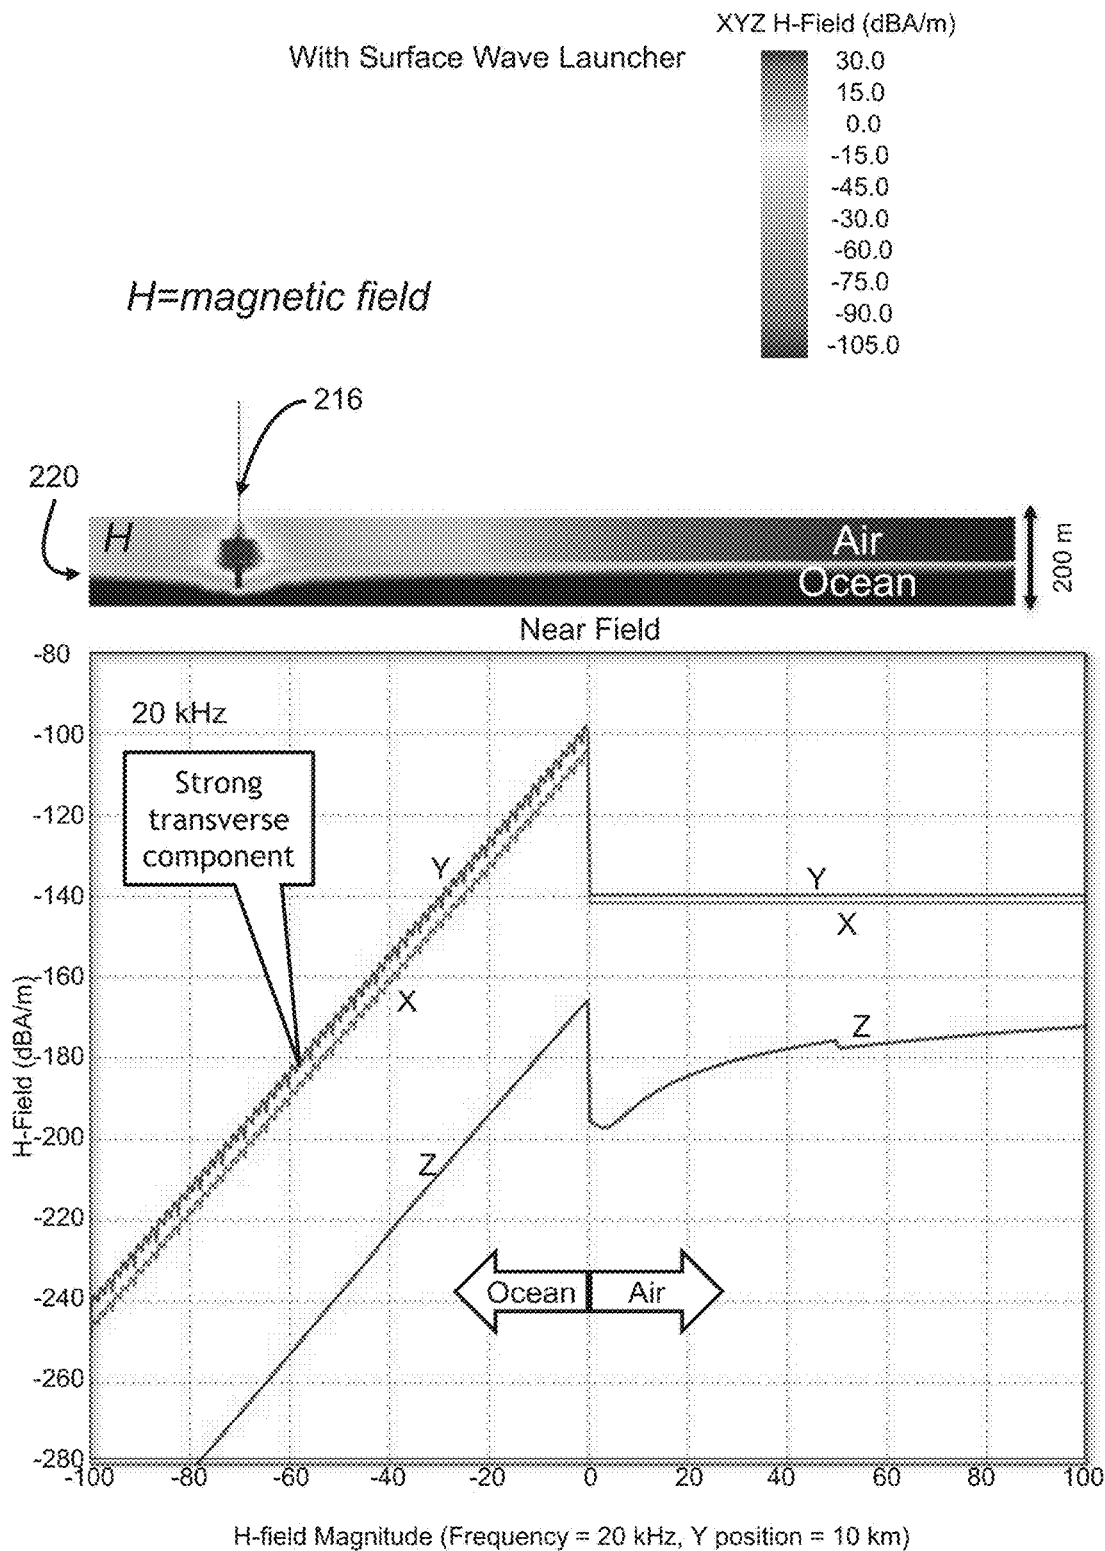 XYZ H-Field (dBA/m)
With Surface Wave Launcher
30.0
15.0
0.0
-15.0
-45.0
-30.0
-60.0
-75.0
-90.0
-105.0
H=magnetic field
216
220
H
Air
Ocean
200 m
Near Field
-80
-100
-120
-140
-160
-180
-200
-220
-240
-260
-280
H-Field (dBA/m)
20 kHz
Strong
transverse
component
Y
X
Z
Y
X
Z
Ocean
Air
-100
-80
-60
-40
-20
0
20
40
60
80
100
H-field Magnitude (Frequency = 20 kHz, Y position = 10 km)